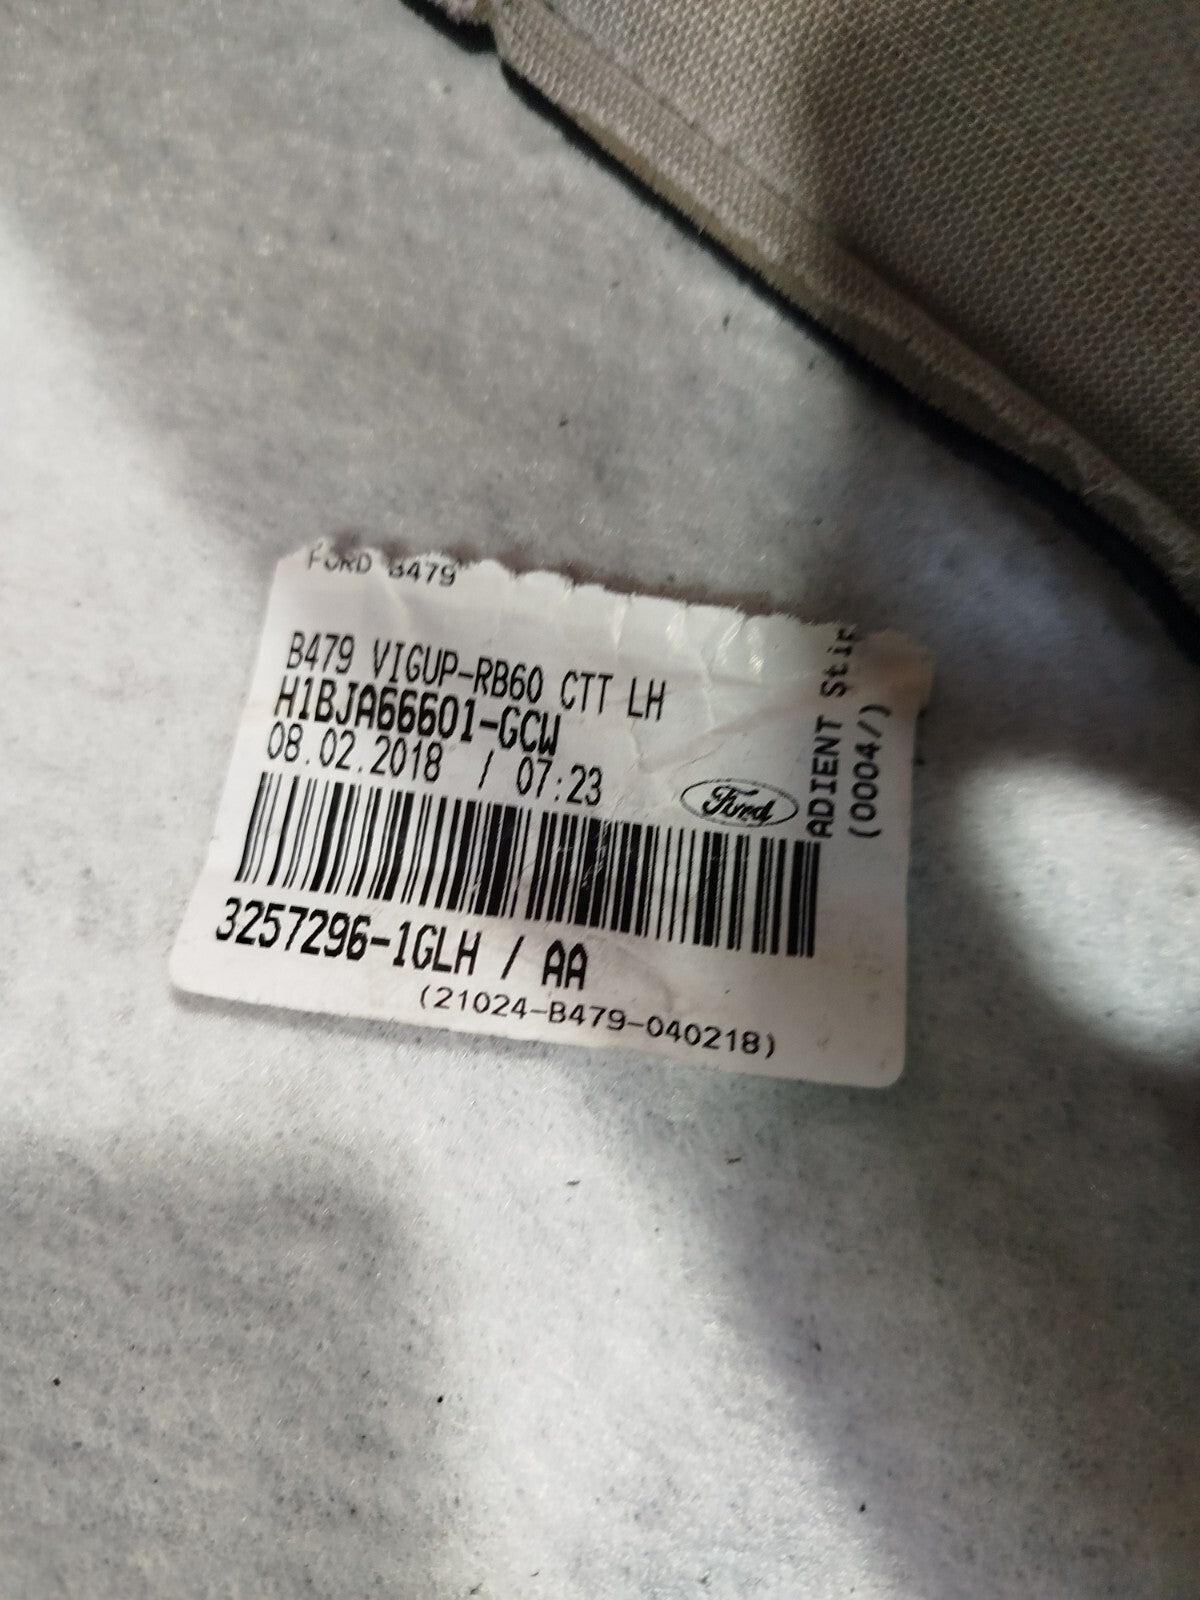 FORD B479
B479 VIGUP-RB60 CTT LH
H1BJA66601-GCW
08.02.2018 / 07:23
Ford
ADIENT
(0004/)
3257296-1GLH / AA
(21024-B479-040218)